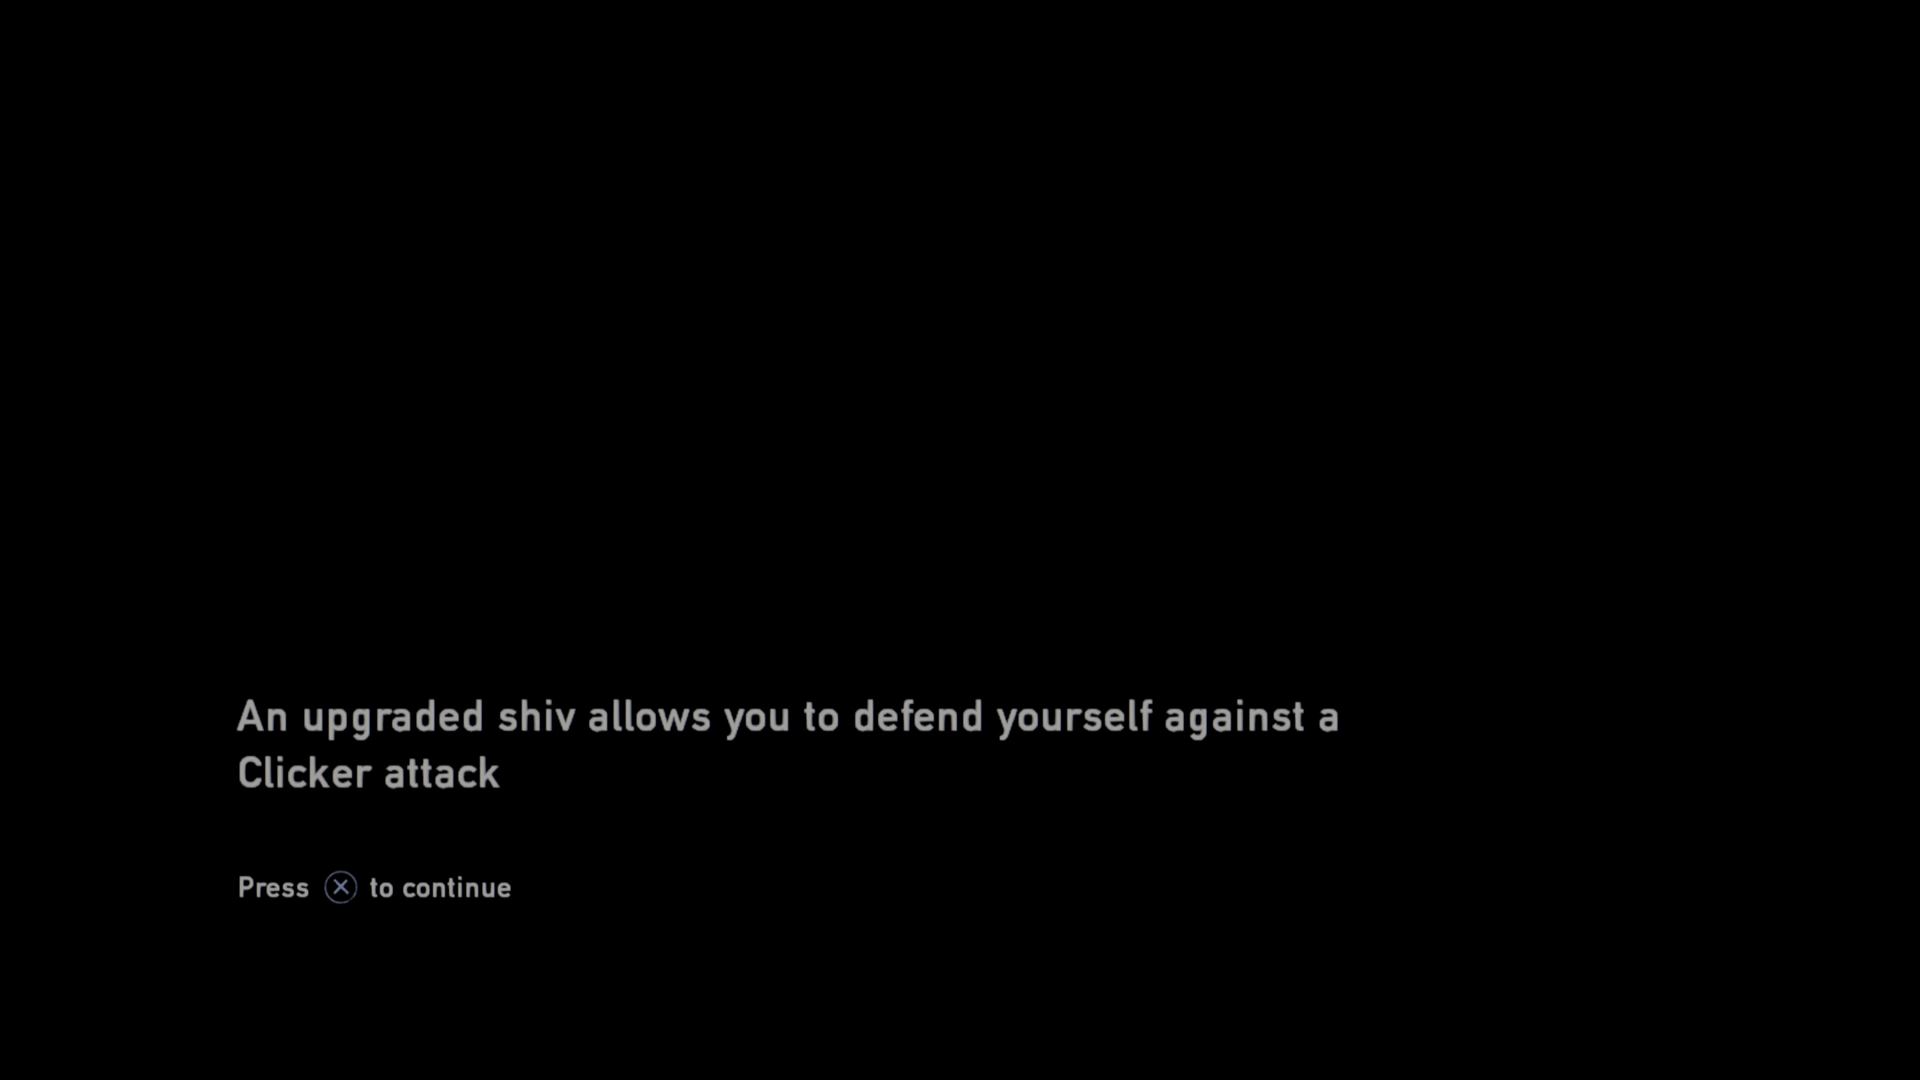 An upgraded shiv allows you to defend yourself against a
Clicker attack
Press ⓧ to continue